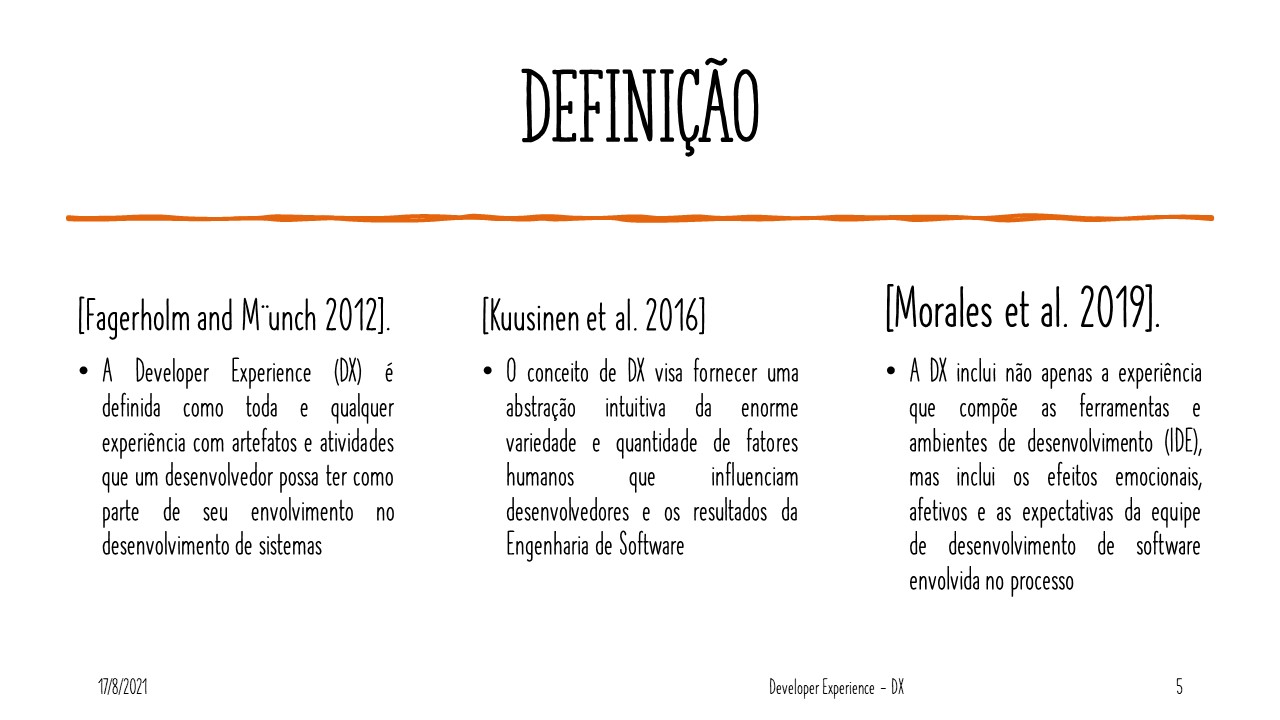 DEFINIÇÃO
[Fagerholm and M¨unch 2012].
• A Developer Experience (DX) é
definida como toda e qualquer
experiência com artefatos e atividades
que um desenvolvedor possa ter como
parte de seu envolvimento no
desenvolvimento de sistemas
[Kuusinen et al. 2016]
• O conceito de DX visa fornecer uma
abstração intuitiva da enorme
variedade e quantidade de fatores
humanos que influenciam
desenvolvedores e os resultados da
Engenharia de Software
[Morales et al. 2019].
• A DX inclui não apenas a experiência
que compõe as ferramentas e
ambientes de desenvolvimento (IDE),
mas inclui os efeitos emocionais,
afetivos e as expectativas da equipe
de desenvolvimento de software
envolvida no processo
17/8/2021
Developer Experience - DX
5